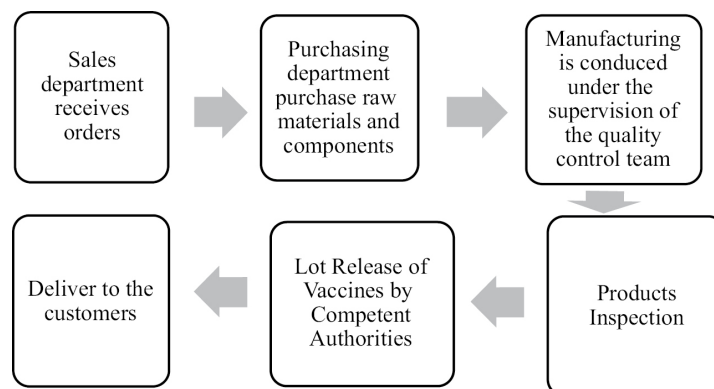 Sales
department
receives
orders
Purchasing
department
purchase raw
materials and
components
Manufacturing
is conduced
under the
supervision of
the quality
control team
Products
Inspection
Lot Release of
Vaccines by
Competent
Authorities
Deliver to the
customers